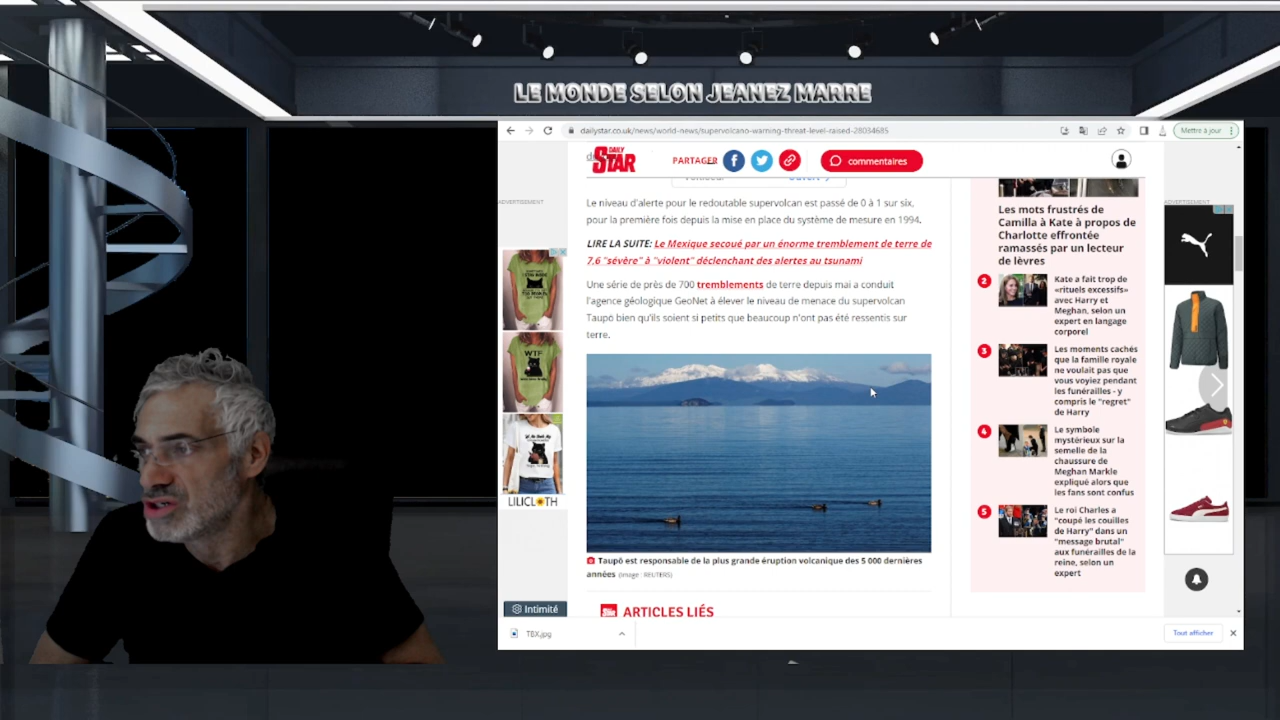 LE MONDE SELON JEANEZ MARRE
dailystar.co.uk/news/world-news/supervolcano-warning-threat-level-raised-28034685
Mettre à jour
DAILY
STAR
PARTAGER
commentaires
ADVERTISEMENT
Le niveau d'alerte pour le redoutable supervolcan est passé de 0 à 1 sur six,
pour la première fois depuis la mise en place du système de mesure en 1994.
LIRE LA SUITE: Le Mexique secoué par un énorme tremblement de terre de
7,6 "sévère" à "violent" déclenchant des alertes au tsunami
Une série de près de 700 tremblements de terre depuis mai a conduit
l'agence géologique GeoNet à élever le niveau de menace du supervolcan
Taupō bien qu'ils soient si petits que beaucoup n'ont pas été ressentis sur
terre.
Taupō est responsable de la plus grande éruption volcanique des 5 000 dernières
années (Image : REUTERS)
ARTICLES LIÉS
WTF
LILICLOTH
Intimité
Les mots frustrés de
Camilla à Kate à propos de
Charlotte effrontée
ramassés par un lecteur
de lèvres
2
Kate a fait trop de
«rituels excessifs»
avec Harry et
Meghan, selon un
expert en langage
corporel
3
Les moments cachés
que la famille royale
ne voulait pas que
vous voyiez pendant
les funérailles - y
compris le "regret"
de Harry
4
Le symbole
mystérieux sur la
semelle de la
chaussure de
Meghan Markle
expliqué alors que
les fans sont confus
5
Le roi Charles a
"coupé les couilles
de Harry" dans un
"message brutal"
aux funérailles de la
reine, selon un
expert
ADVERTISEMENT
TBX.jpg
Tout afficher